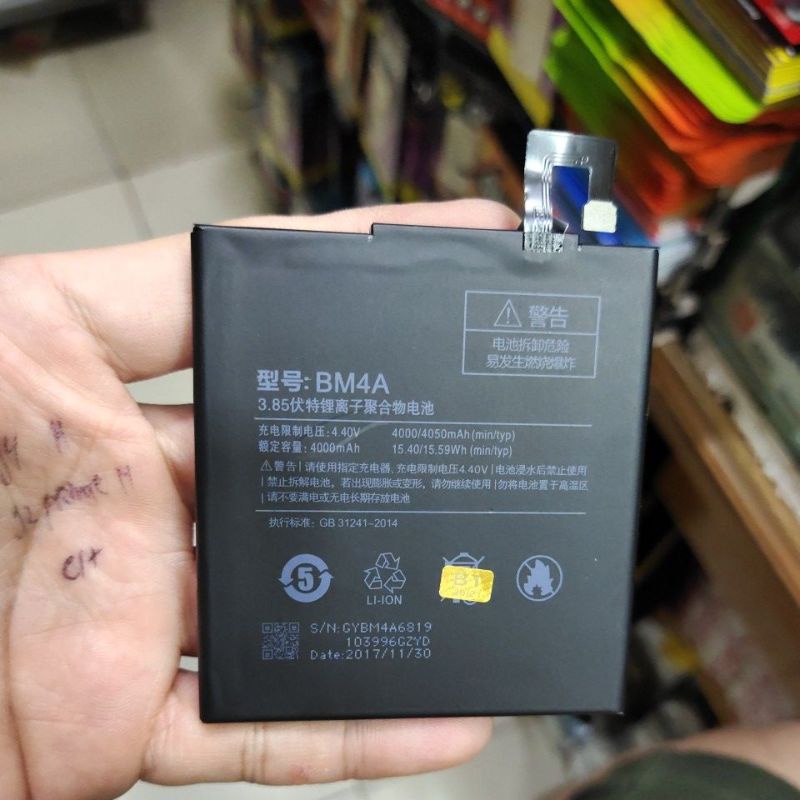 警告
电池拆卸危险
易发生燃烧爆炸
型号: BM4A
3.85伏特锂离子聚合物电池
充电限制电压: 4.40V 4000/4050mAh (min/typ)
额定容量: 4000mAh 15.40/15.59Wh (min/typ)
警告 | 请使用指定充电器, 充电限制电压4.40V | 电池浸水后禁止使用
| 禁止拆解电池, 若出现膨胀或变形, 请勿继续使用 | 勿将电池置于高温区
| 请不要满电或无电长期存放电池
执行标准: GB 31241-2014
5
LI-ION
BT
S/N: GYBM4A6819
103996GZYD
Date: 2017/11/30
J2 prime M